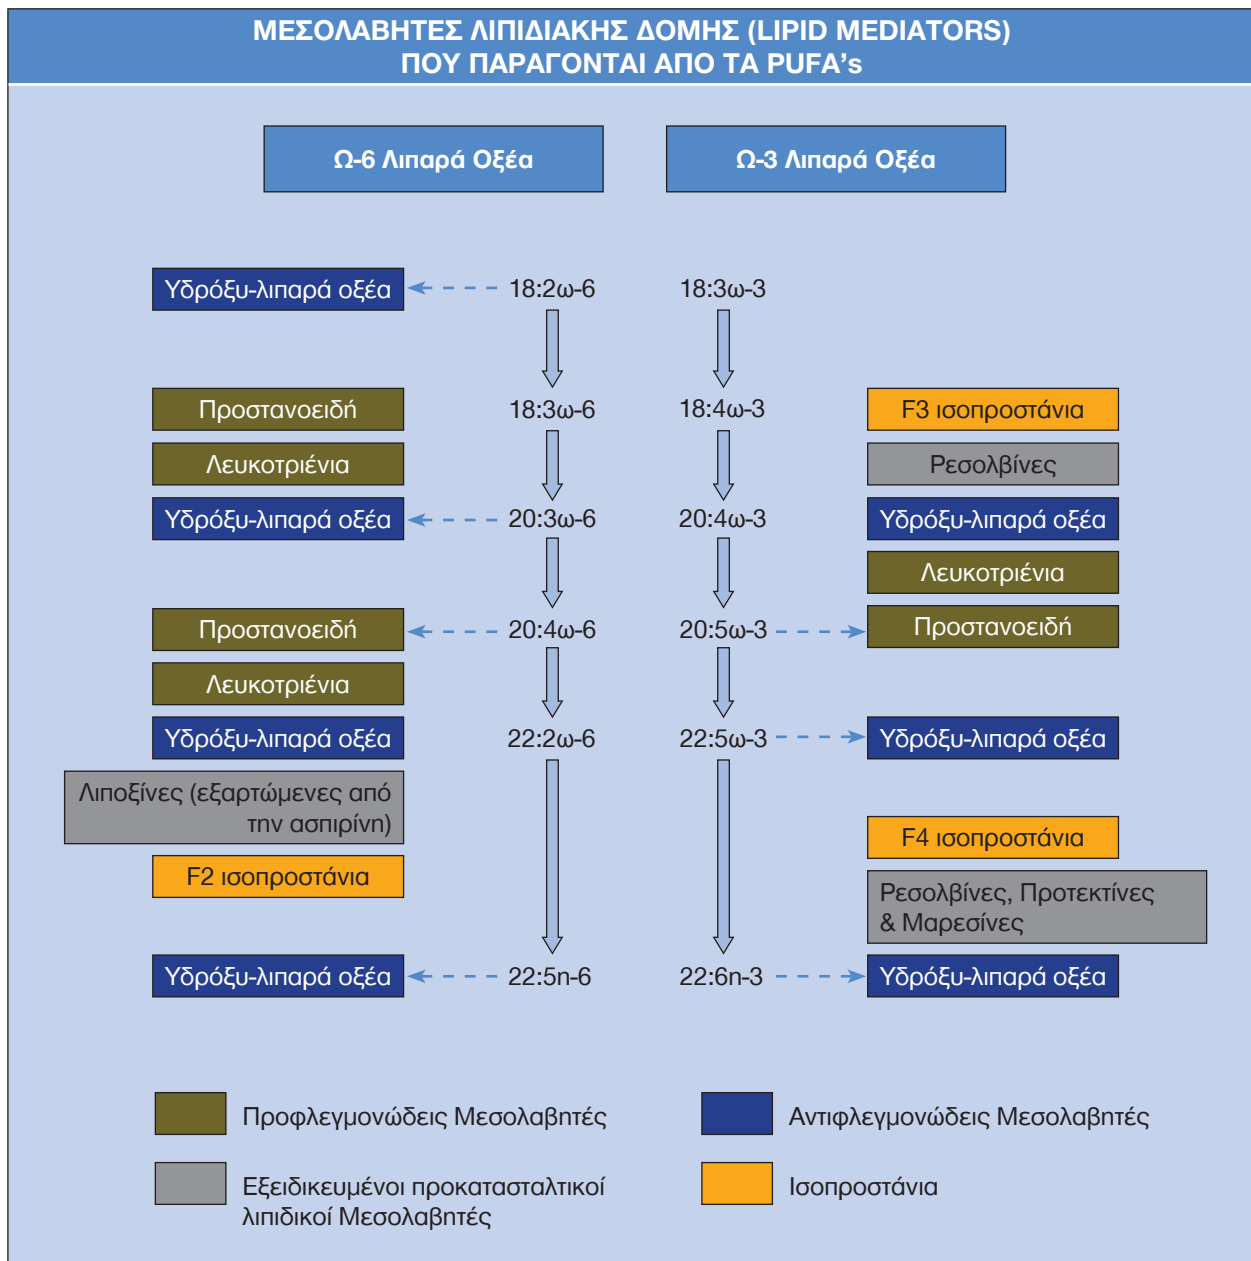 ΜΕΣΟΛΑΒΗΤΕΣ ΛΙΠΙΔΙΑΚΗΣ ΔΟΜΗΣ (LIPID MEDIATORS)
ΠΟΥ ΠΑΡΑΓΟΝΤΑΙ ΑΠΟ ΤΑ PUFA's
Ω-6 Λιπαρά Οξέα
Ω-3 Λιπαρά Οξέα
Υδρόξυ-λιπαρά οξέα
18:2ω-6
18:3ω-3
Προστανοειδή
18:3ω-6
18:4ω-3
F3 ισοπροστάνια
Λευκοτριένια
Ρεσολβίνες
Υδρόξυ-λιπαρά οξέα
20:3ω-6
20:4ω-3
Υδρόξυ-λιπαρά οξέα
Λευκοτριένια
Προστανοειδή
20:4ω-6
20:5ω-3
Προστανοειδή
Λευκοτριένια
Υδρόξυ-λιπαρά οξέα
22:2ω-6
22:5ω-3
Υδρόξυ-λιπαρά οξέα
Λιποξίνες (εξαρτώμενες από
την ασπιρίνη)
F4 ισοπροστάνια
F2 ισοπροστάνια
Ρεσολβίνες, Προτεκτίνες
& Μαρεσίνες
Υδρόξυ-λιπαρά οξέα
22:5n-6
22:6n-3
Υδρόξυ-λιπαρά οξέα
Προφλεγμονώδεις Μεσολαβητές
Αντιφλεγμονώδεις Μεσολαβητές
Εξειδικευμένοι προκατασταλτικοί
λιπιδικοί Μεσολαβητές
Ισοπροστάνια